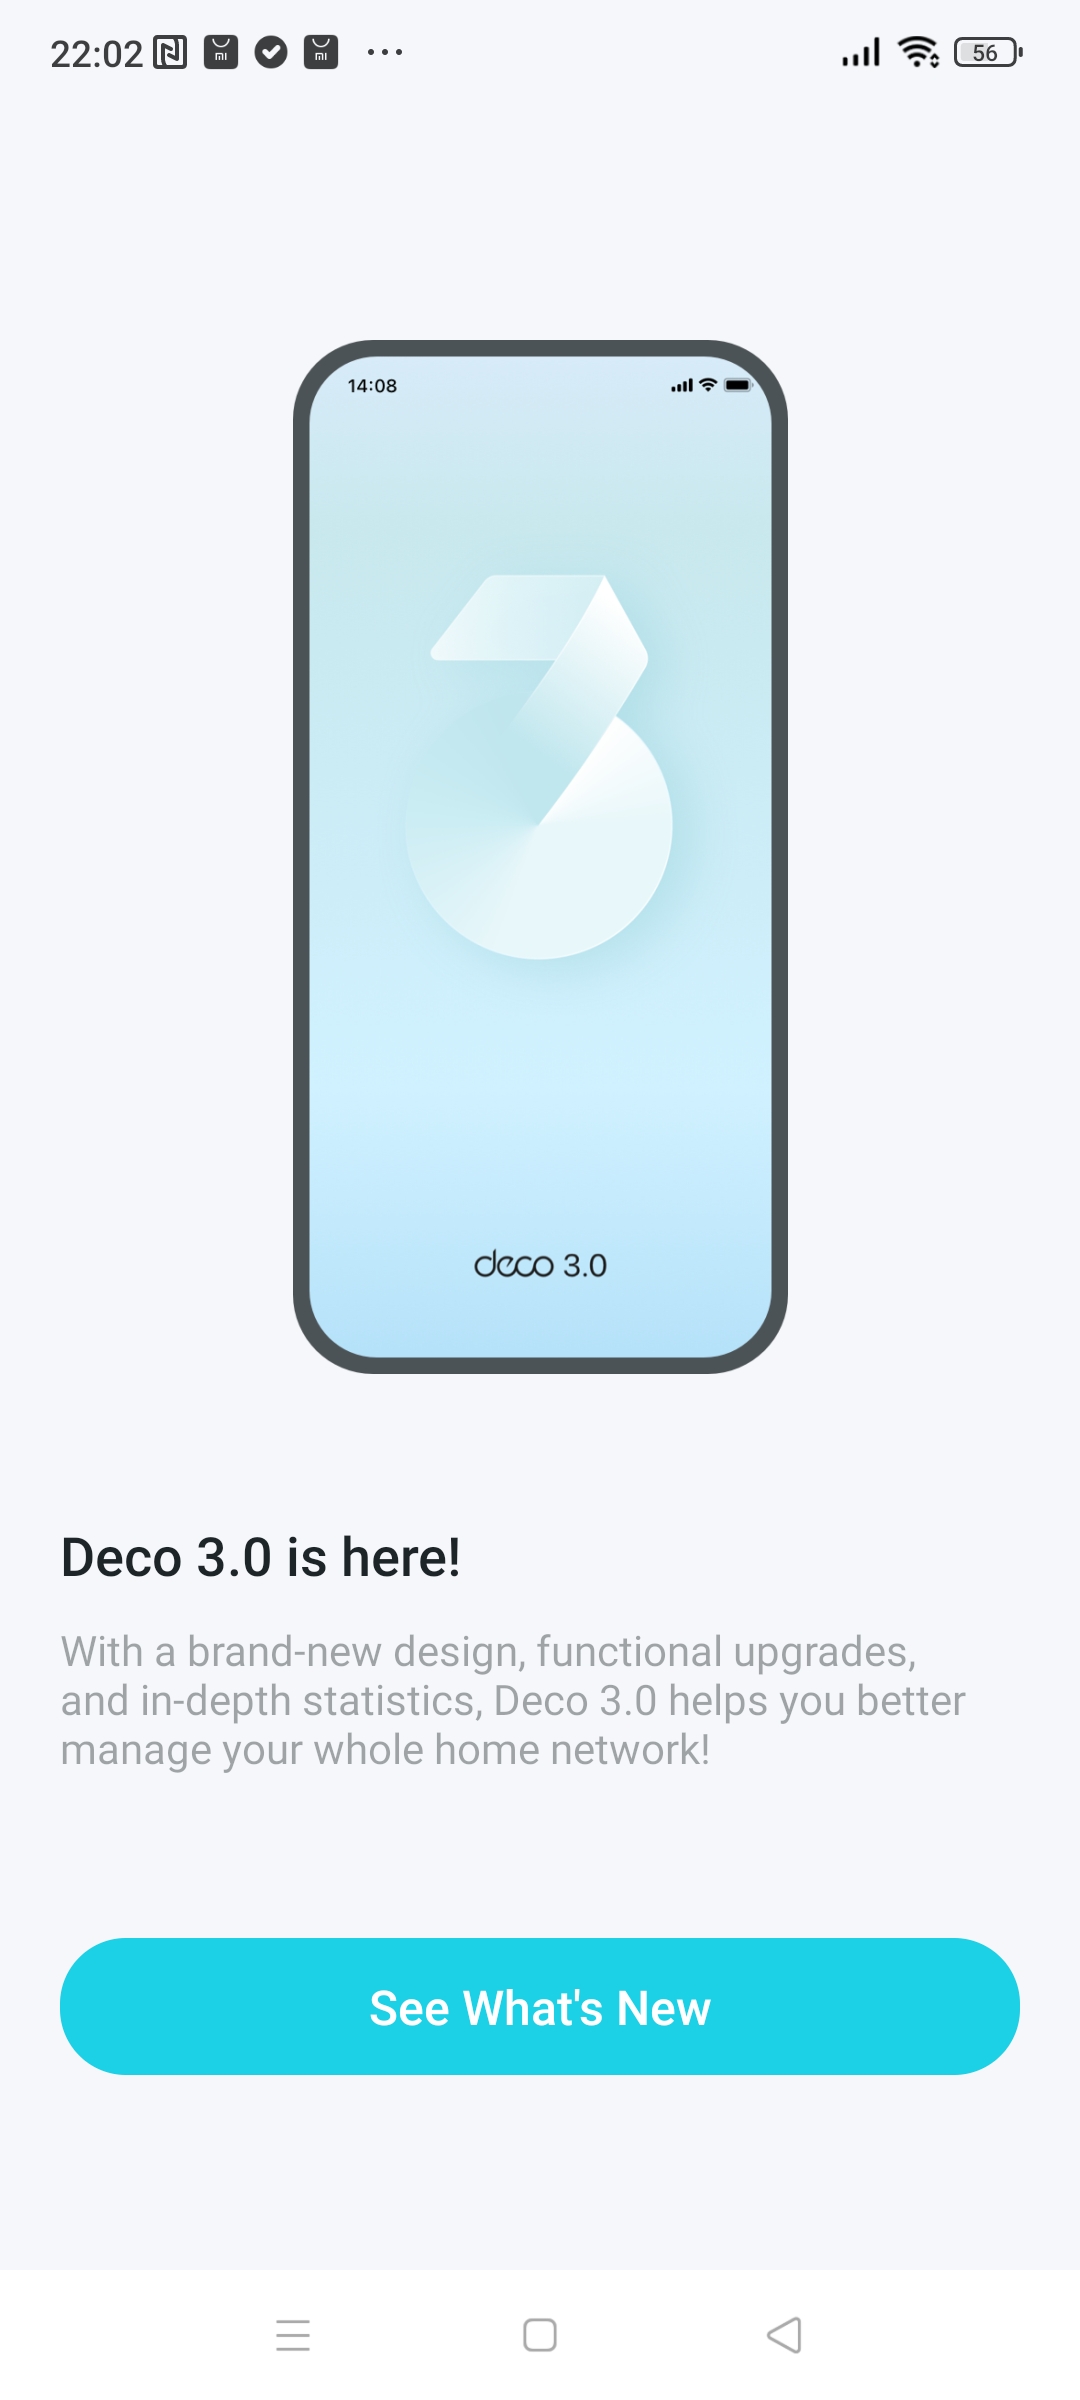 22:02
56
14:08
deco 3.0
Deco 3.0 is here!
With a brand-new design, functional upgrades,
and in-depth statistics, Deco 3.0 helps you better
manage your whole home network!
See What's New